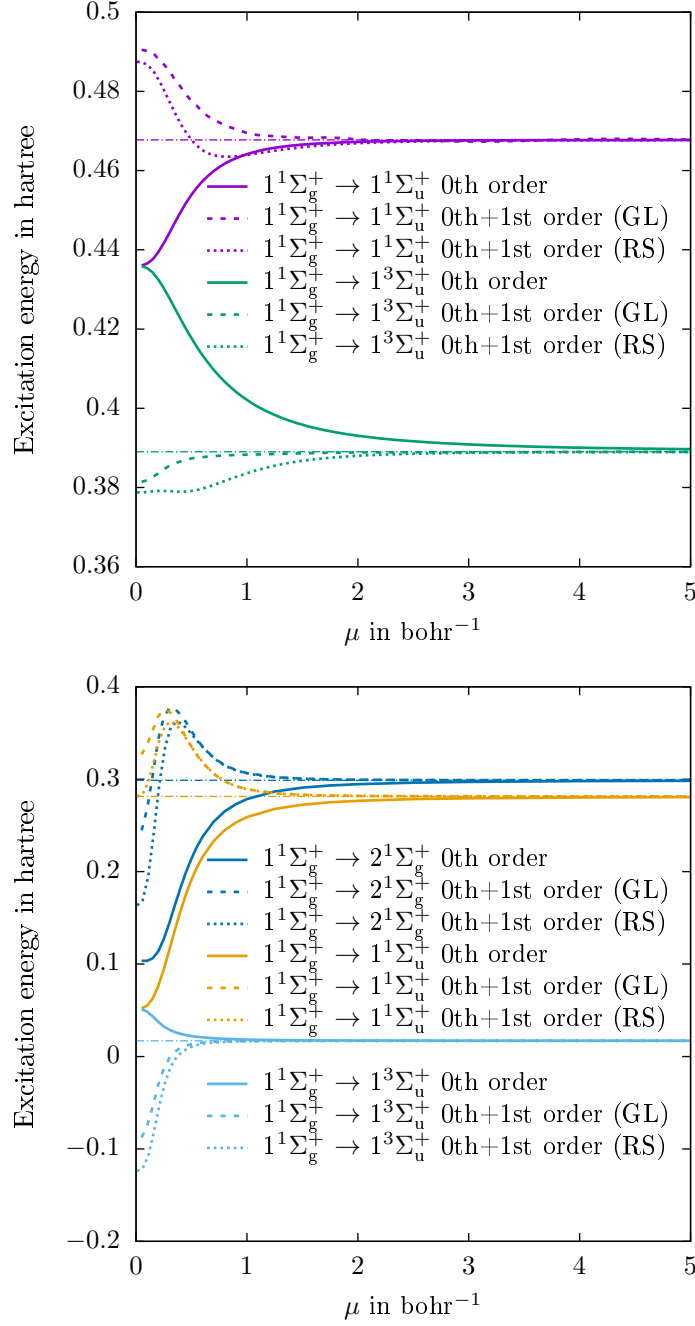 0.5
0.48
0.46
0.44
0.42
0.4
0.38
0.36
Excitation energy in hartree
1¹Σg⁺ → 1¹Σu⁺ 0th order
1¹Σg⁺ → 1¹Σu⁺ 0th+1st order (GL)
1¹Σg⁺ → 1¹Σu⁺ 0th+1st order (RS)
1¹Σg⁺ → 1³Σu⁺ 0th order
1¹Σg⁺ → 1³Σu⁺ 0th+1st order (GL)
1¹Σg⁺ → 1³Σu⁺ 0th+1st order (RS)
0 1 2 3 4 5
μ in bohr⁻¹
0.4
0.3
0.2
0.1
0
−0.1
−0.2
Excitation energy in hartree
1¹Σg⁺ → 2¹Σg⁺ 0th order
1¹Σg⁺ → 2¹Σg⁺ 0th+1st order (GL)
1¹Σg⁺ → 2¹Σg⁺ 0th+1st order (RS)
1¹Σg⁺ → 1¹Σu⁺ 0th order
1¹Σg⁺ → 1¹Σu⁺ 0th+1st order (GL)
1¹Σg⁺ → 1¹Σu⁺ 0th+1st order (RS)
1¹Σg⁺ → 1³Σu⁺ 0th order
1¹Σg⁺ → 1³Σu⁺ 0th+1st order (GL)
1¹Σg⁺ → 1³Σu⁺ 0th+1st order (RS)
0 1 2 3 4 5
μ in bohr⁻¹